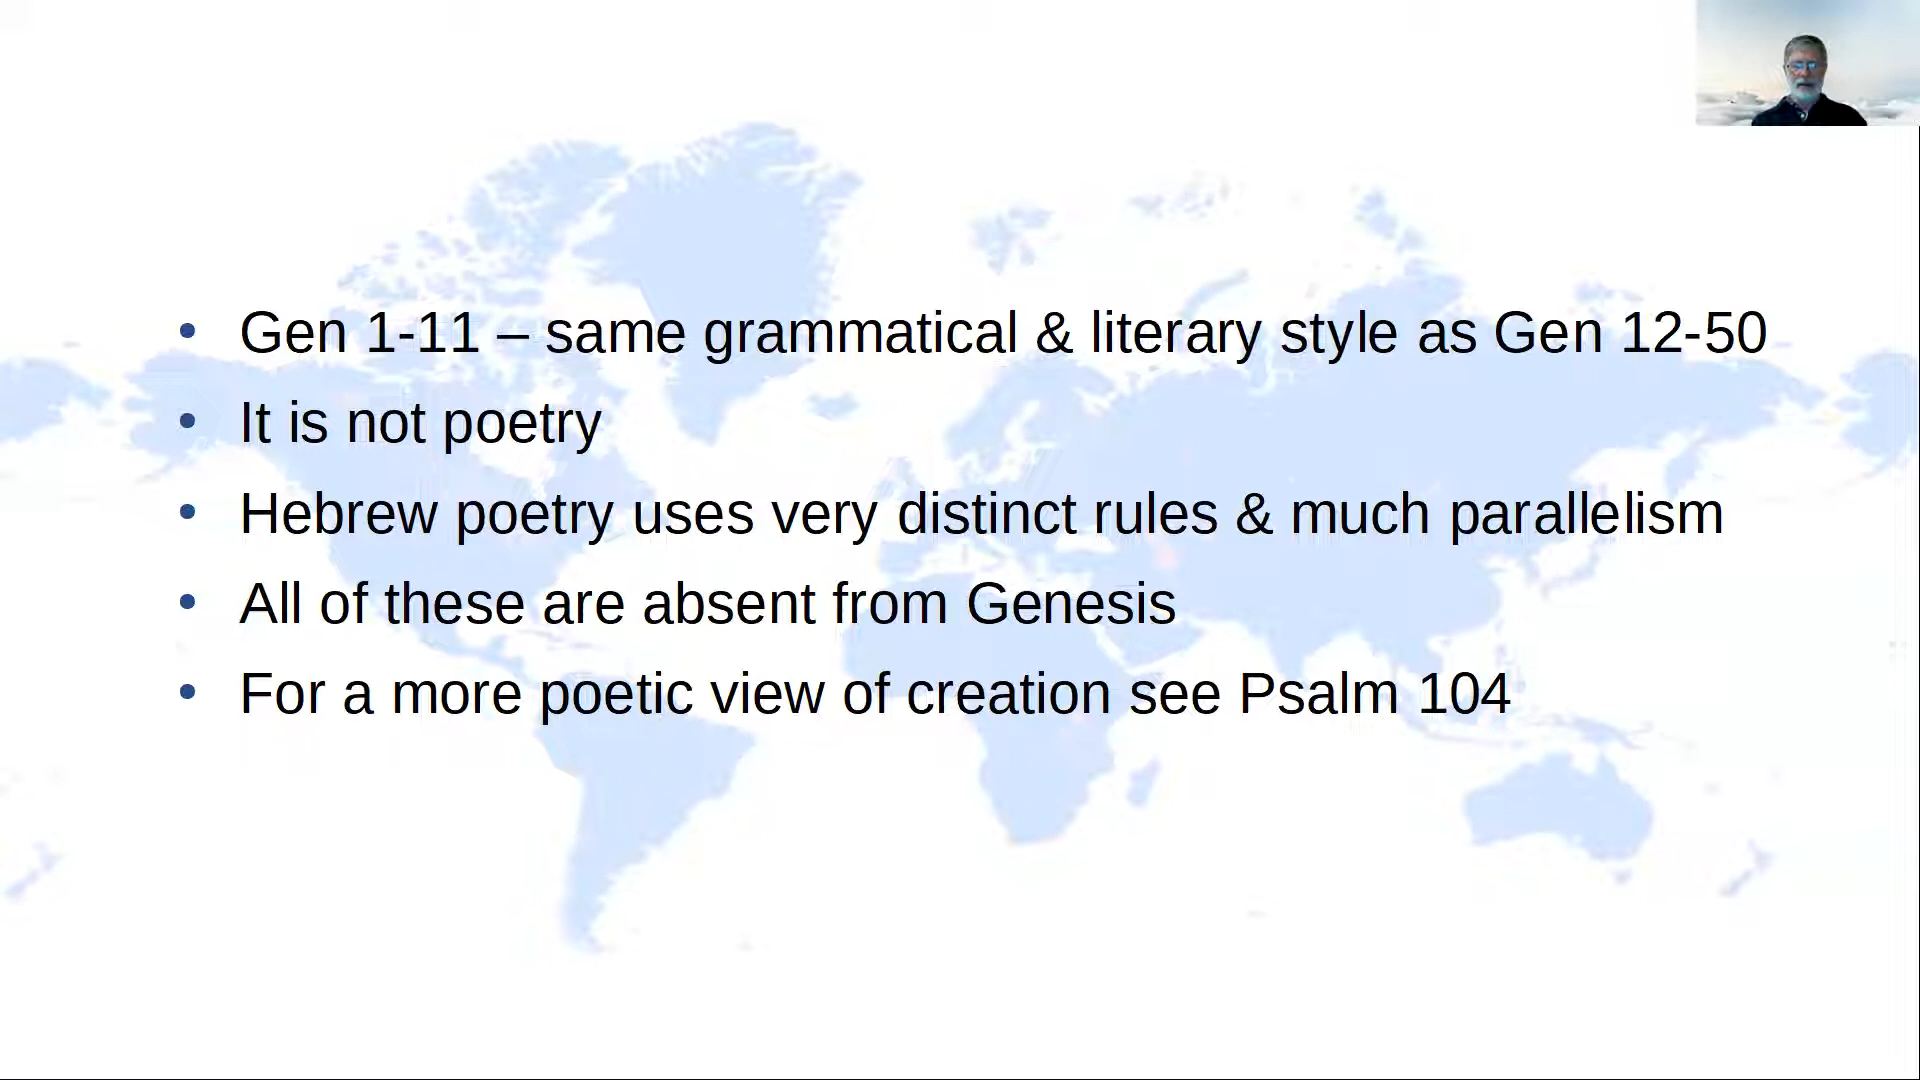 • Gen 1-11 – same grammatical & literary style as Gen 12-50
• It is not poetry
• Hebrew poetry uses very distinct rules & much parallelism
• All of these are absent from Genesis
• For a more poetic view of creation see Psalm 104